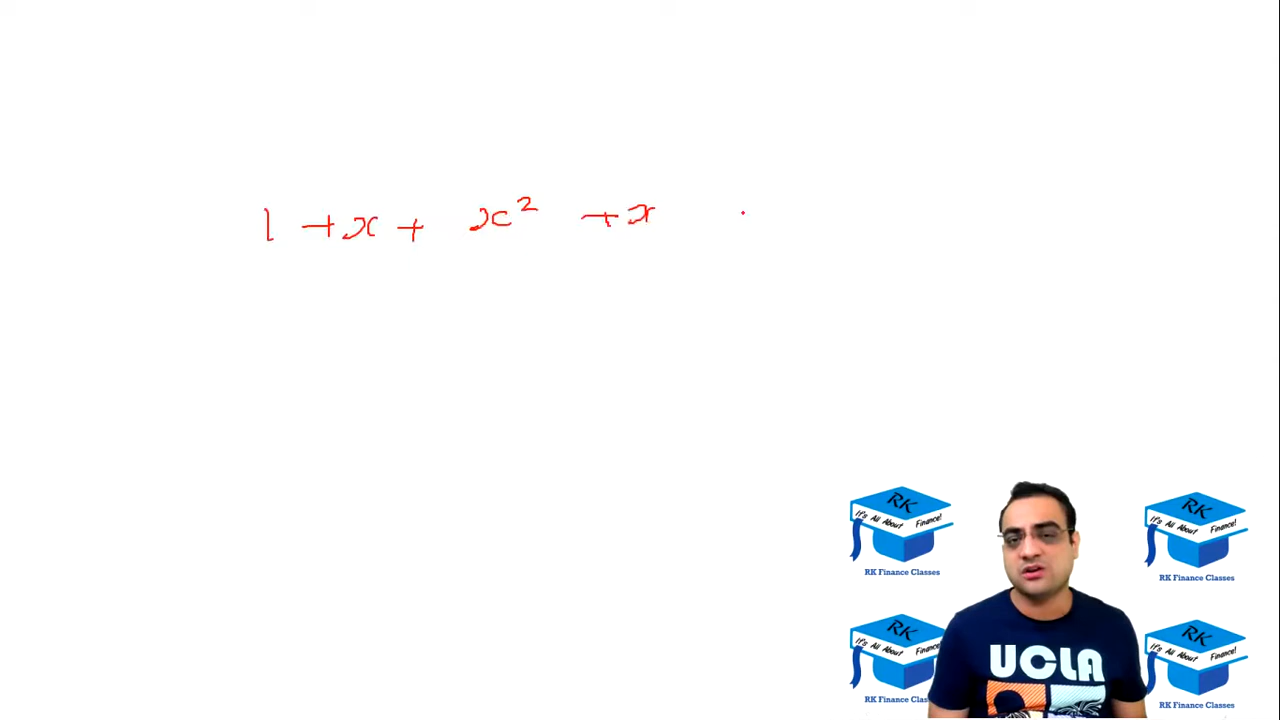 1 + x + x² + x
RK
It's All About Finance!
RK Finance Classes
RK
It's All About Finance!
RK Finance Classes
RK
It's All About Finance!
RK Finance Classes
RK
It's All About Finance!
RK Finance Classes
UCLA